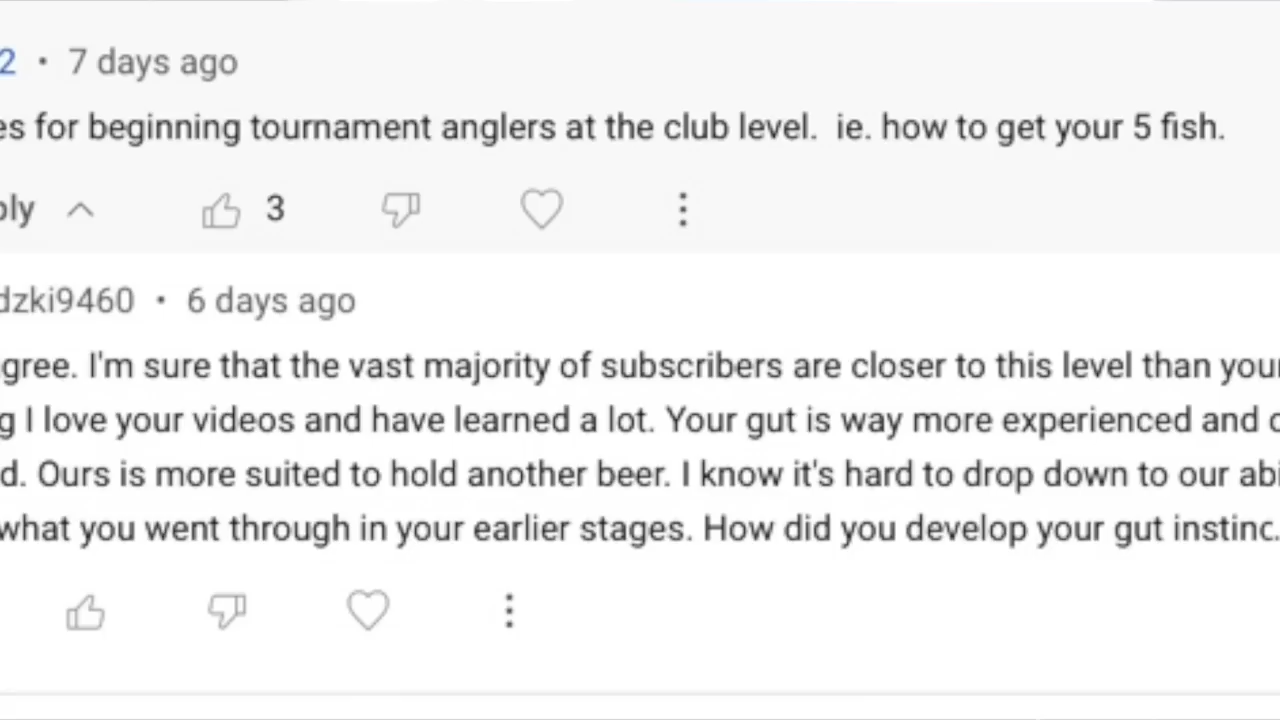 2 • 7 days ago
es for beginning tournament anglers at the club level.  ie. how to get your 5 fish.
ply 3
dzki9460 • 6 days ago
gree. I'm sure that the vast majority of subscribers are closer to this level than your
g I love your videos and have learned a lot. Your gut is way more experienced and
d. Ours is more suited to hold another beer. I know it's hard to drop down to our abi
what you went through in your earlier stages. How did you develop your gut instinc.